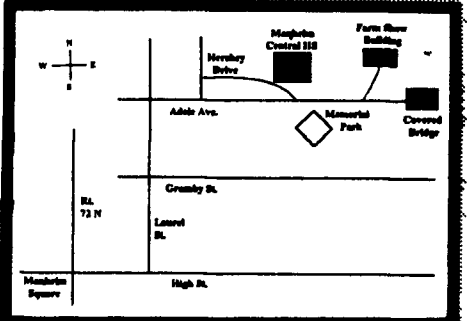 N
W
E
S
Hershey
Drive
Manheim
Central HS
Farm Show
Building
Adele Ave.
Memorial
Park
Covered
Bridge
Gramby St.
Rt.
72 N
Laurel
St.
Manheim
Square
High St.